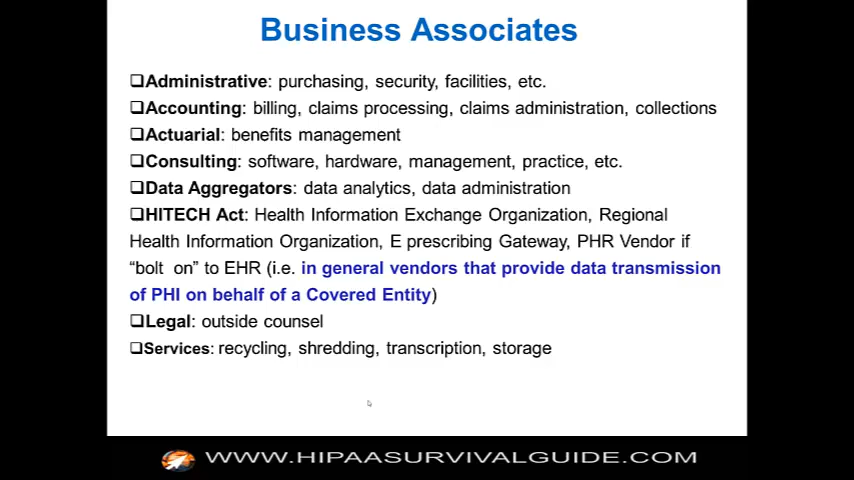 Business Associates
❑Administrative: purchasing, security, facilities, etc.
❑Accounting: billing, claims processing, claims administration, collections
❑Actuarial: benefits management
❑Consulting: software, hardware, management, practice, etc.
❑Data Aggregators: data analytics, data administration
❑HITECH Act: Health Information Exchange Organization, Regional
Health Information Organization, E prescribing Gateway, PHR Vendor if
“bolt on” to EHR (i.e. in general vendors that provide data transmission
of PHI on behalf of a Covered Entity)
❑Legal: outside counsel
❑Services: recycling, shredding, transcription, storage
WWW.HIPAASURVIVALGUIDE.COM